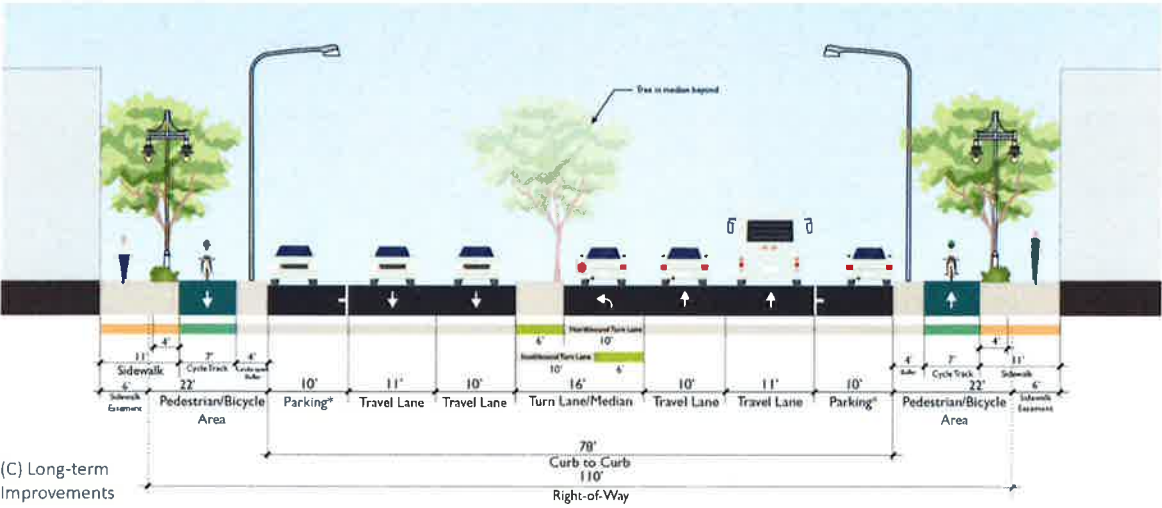 Tree in median beyond
Northbound Turn Lane
6' 10'
Southbound Turn Lane
10' 6'
4' 4'
11' 7' 4' 4' 7' 11'
Sidewalk Cycle Track Buffer Buffer Cycle Track Sidewalk
6' 22' 10' 11' 10' 16' 10' 11' 10' 22' 6'
Sidewalk Easement Pedestrian/Bicycle Area Parking* Travel Lane Travel Lane Turn Lane/Median Travel Lane Travel Lane Parking* Pedestrian/Bicycle Area Sidewalk Easement
78'
Curb to Curb
(C) Long-term
Improvements
110'
Right-of-Way